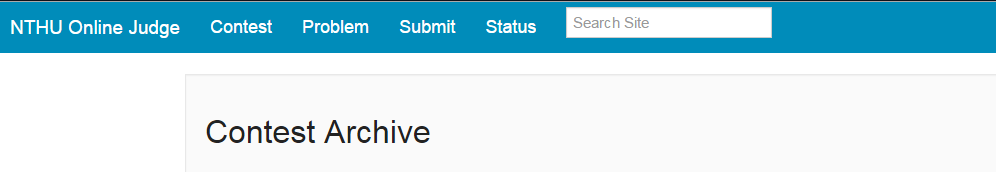 NTHU Online Judge Contest Problem Submit Status Search Site
Contest Archive